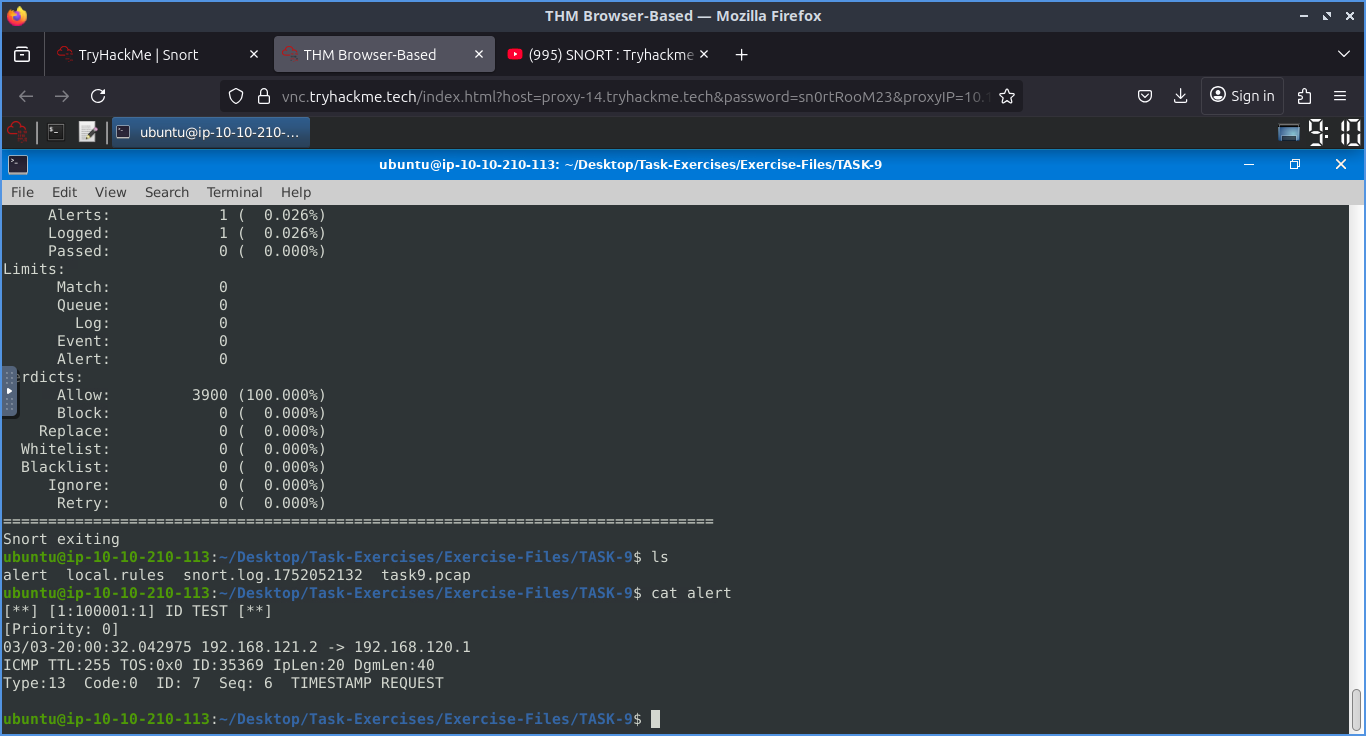 THM Browser-Based — Mozilla Firefox
TryHackMe | Snort
THM Browser-Based
(995) SNORT : Tryhackme
vnc.tryhackme.tech/index.html?host=proxy-14.tryhackme.tech&password=sn0rtRooM23&proxyIP=10.1
Sign in
ubuntu@ip-10-10-210-...
9:10
ubuntu@ip-10-10-210-113: ~/Desktop/Task-Exercises/Exercise-Files/TASK-9
File Edit View Search Terminal Help
Alerts: 1 ( 0.026%)
Logged: 1 ( 0.026%)
Passed: 0 ( 0.000%)
Limits:
Match: 0
Queue: 0
Log: 0
Event: 0
Alert: 0
erdicts:
Allow: 3900 (100.000%)
Block: 0 ( 0.000%)
Replace: 0 ( 0.000%)
Whitelist: 0 ( 0.000%)
Blacklist: 0 ( 0.000%)
Ignore: 0 ( 0.000%)
Retry: 0 ( 0.000%)
===============================================================================
Snort exiting
ubuntu@ip-10-10-210-113:~/Desktop/Task-Exercises/Exercise-Files/TASK-9$ ls
alert local.rules snort.log.1752052132 task9.pcap
ubuntu@ip-10-10-210-113:~/Desktop/Task-Exercises/Exercise-Files/TASK-9$ cat alert
[**] [1:100001:1] ID TEST [**]
[Priority: 0]
03/03-20:00:32.042975 192.168.121.2 -> 192.168.120.1
ICMP TTL:255 TOS:0x0 ID:35369 IpLen:20 DgmLen:40
Type:13 Code:0 ID: 7 Seq: 6 TIMESTAMP REQUEST
ubuntu@ip-10-10-210-113:~/Desktop/Task-Exercises/Exercise-Files/TASK-9$